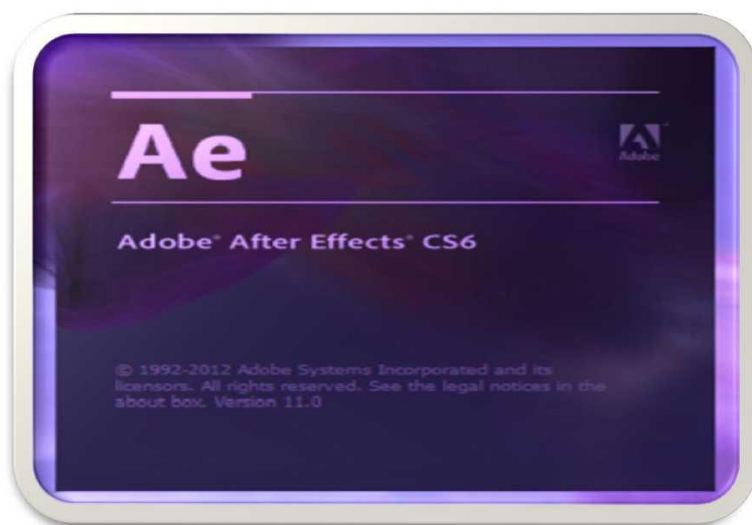 Ae
Adobe
Adobe® After Effects® CS6
© 1992-2012 Adobe Systems Incorporated and its
licensors. All rights reserved. See the legal notices in the
about box. Version 11.0